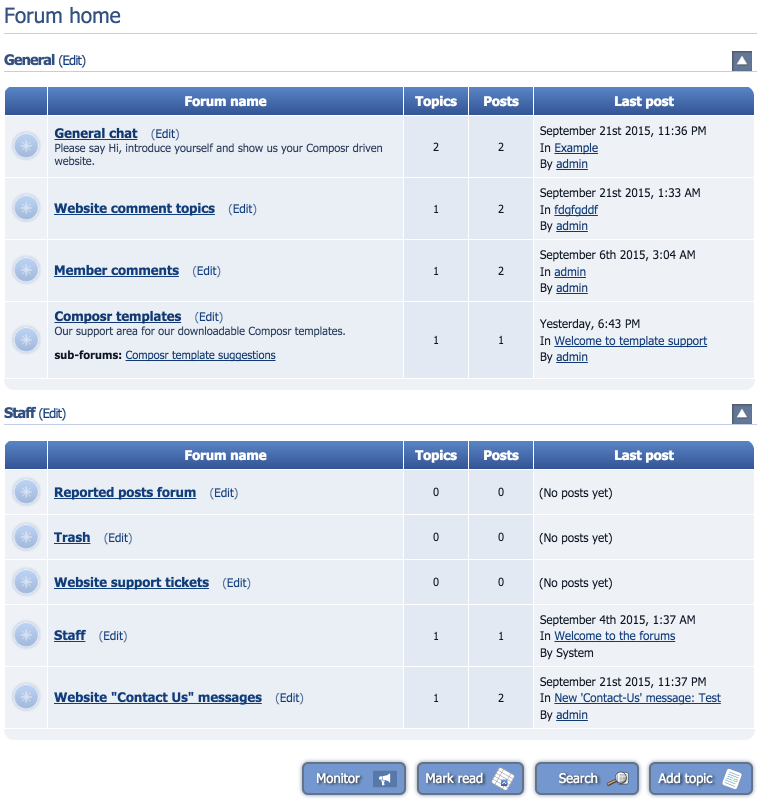 Forum home
General (Edit)
Forum name Topics Posts Last post
General chat (Edit)
Please say Hi, introduce yourself and show us your Composr driven
website.
2 2
September 21st 2015, 11:36 PM
In Example
By admin
Website comment topics (Edit)
1 2
September 21st 2015, 1:33 AM
In fdgfgddf
By admin
Member comments (Edit)
1 2
September 6th 2015, 3:04 AM
In admin
By admin
Composr templates (Edit)
Our support area for our downloadable Composr templates.
sub-forums: Composr template suggestions
1 1
Yesterday, 6:43 PM
In Welcome to template support
By admin
Staff (Edit)
Forum name Topics Posts Last post
Reported posts forum (Edit) 0 0 (No posts yet)
Trash (Edit) 0 0 (No posts yet)
Website support tickets (Edit) 0 0 (No posts yet)
Staff (Edit)
1 1
September 4th 2015, 1:37 AM
In Welcome to the forums
By System
Website "Contact Us" messages (Edit)
1 2
September 21st 2015, 11:37 PM
In New 'Contact-Us' message: Test
By admin
Monitor Mark read Search Add topic